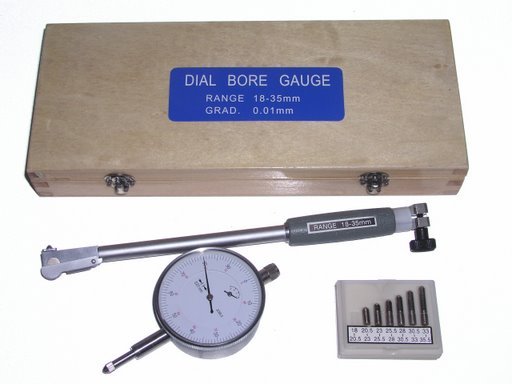 DIAL BORE GAUGE
RANGE 18-35mm
GRAD. 0.01mm
RANGE 18-35mm
18 20.5 23 25.5 28 30.5 33
20.5 23 25.5 28 30.5 33 35.5